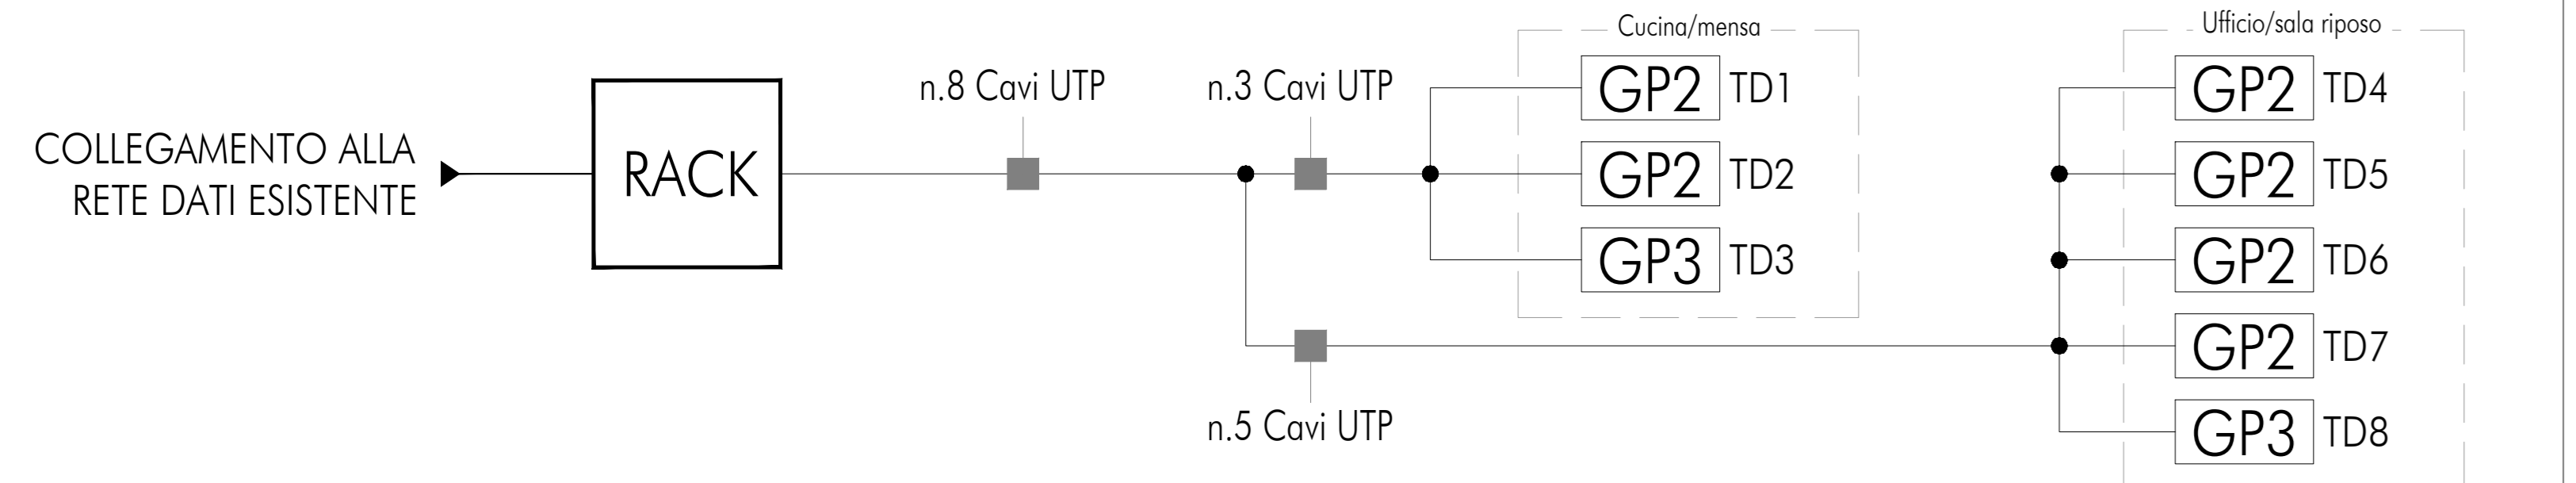 COLLEGAMENTO ALLA
RETE DATI ESISTENTE
RACK
n.8 Cavi UTP
n.3 Cavi UTP
n.5 Cavi UTP
Cucina/mensa
GP2 TD1
GP2 TD2
GP3 TD3
Ufficio/sala riposo
GP2 TD4
GP2 TD5
GP2 TD6
GP2 TD7
GP3 TD8